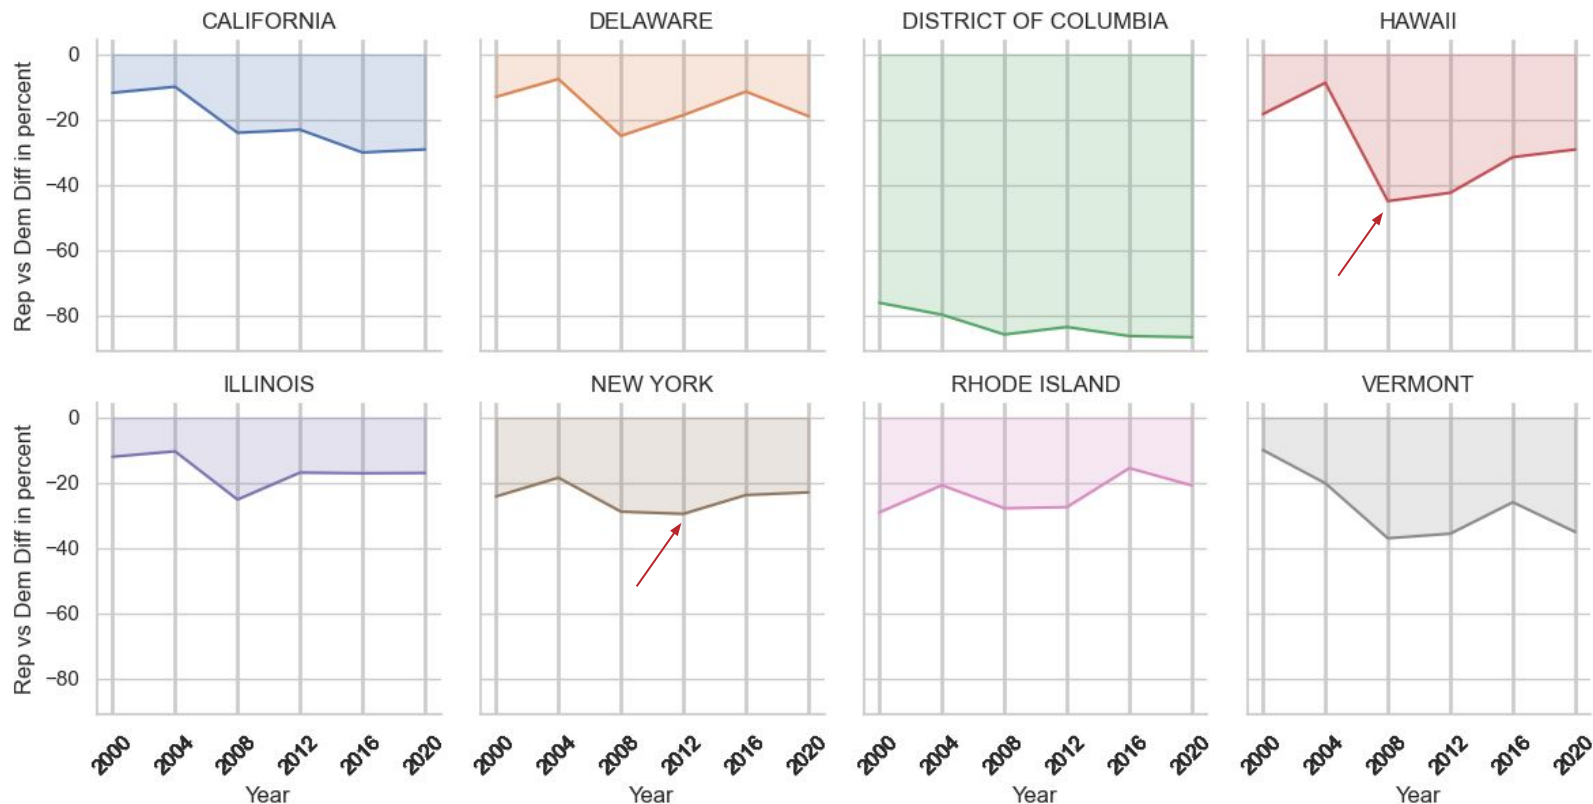 CALIFORNIA
DELAWARE
DISTRICT OF COLUMBIA
HAWAII
Rep vs Dem Diff in percent
0
−20
−40
−60
−80
ILLINOIS
NEW YORK
RHODE ISLAND
VERMONT
Rep vs Dem Diff in percent
0
−20
−40
−60
−80
2000 2004 2008 2012 2016 2020
2000 2004 2008 2012 2016 2020
2000 2004 2008 2012 2016 2020
2000 2004 2008 2012 2016 2020
Year
Year
Year
Year